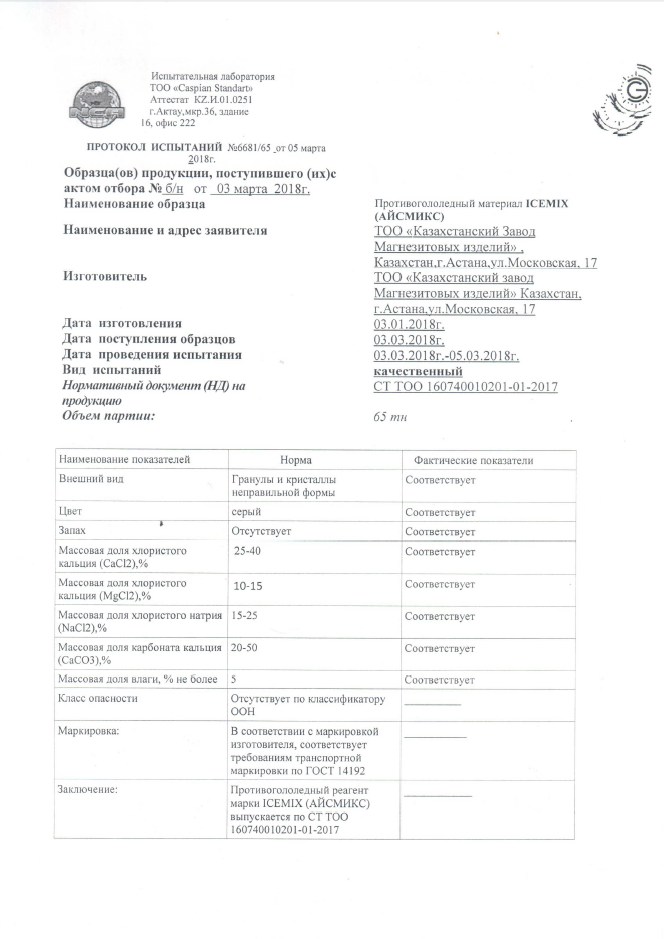 Испытательная лаборатория
ТОО «Caspian Standart»
Аттестат KZ.И.01.0251
г.Актау,мкр.36, здание
16, офис 222
ПРОТОКОЛ ИСПЫТАНИЙ №6681/65 от 05 марта
2018г.
Образца(ов) продукции, поступившего (их)с
актом отбора № б/н от 03 марта 2018г.
Наименование образца
Противогололедный материал ICEMIX
(АЙСМИКС)
Наименование и адрес заявителя
ТОО «Казахстанский Завод
Магнезитовых изделий» ,
Казахстан,г.Астана,ул.Московская, 17
Изготовитель
ТОО «Казахстанский завод
Магнезитовых изделий» Казахстан,
г.Астана,ул.Московская, 17
Дата изготовления 03.01.2018г.
Дата поступления образцов 03.03.2018г.
Дата проведения испытания 03.03.2018г.-05.03.2018г.
Вид испытаний качественный
Нормативный документ (НД) на
продукцию
СТ ТОО 160740010201-01-2017
Объем партии: 65 тн
Наименование показателей Норма Фактические показатели
Внешний вид
Гранулы и кристаллы
неправильной формы
Соответствует
Цвет серый Соответствует
Запах Отсутствует Соответствует
Массовая доля хлористого
кальция (CaCl2),%
25-40 Соответствует
Массовая доля хлористого
кальция (MgCl2),%
10-15 Соответствует
Массовая доля хлористого натрия
(NaCl2),%
15-25 Соответствует
Массовая доля карбоната кальция
(CaCO3),%
20-50 Соответствует
Массовая доля влаги, % не более 5 Соответствует
Класс опасности
Отсутствует по классификатору
ООН
Маркировка:
В соответствии с маркировкой
изготовителя, соответствует
требованиям транспортной
маркировки по ГОСТ 14192
Заключение:
Противогололедный реагент
марки ICEMIX (АЙСМИКС)
выпускается по СТ ТОО
160740010201-01-2017